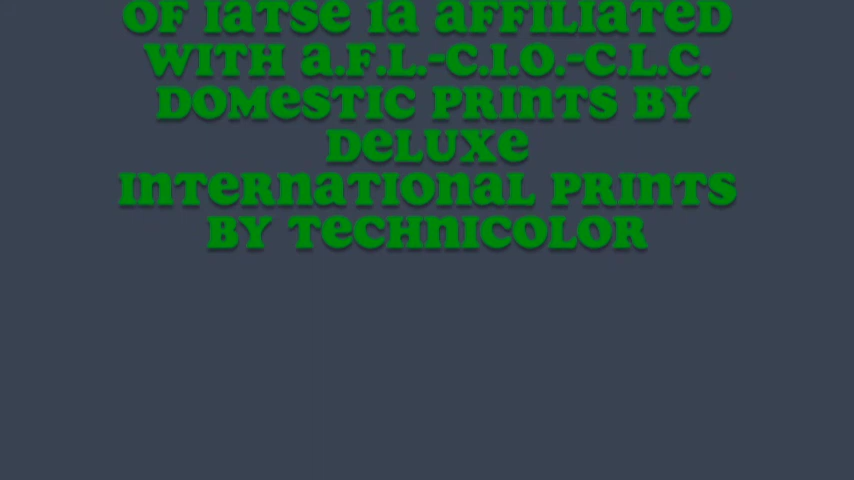 OF IATSE IA AFFILIATED
WITH A.F.L.-C.I.O.-C.L.C.
DOMESTIC PRINTS BY
DELUXE
INTERNATIONAL PRINTS
BY TECHNICOLOR